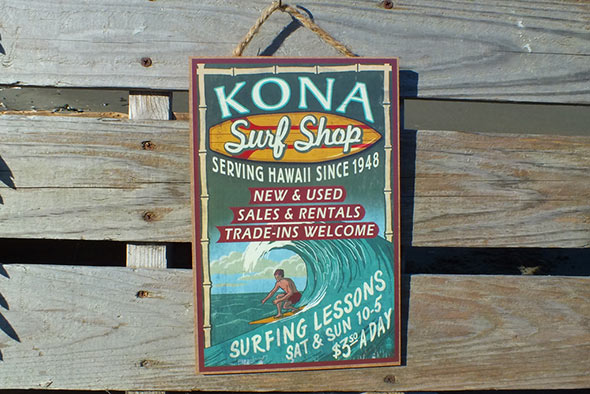 KONA
Surf Shop
SERVING HAWAII SINCE 1948
NEW & USED
SALES & RENTALS
TRADE-INS WELCOME
SURFING LESSONS
SAT & SUN 10-5
$3.50 A DAY